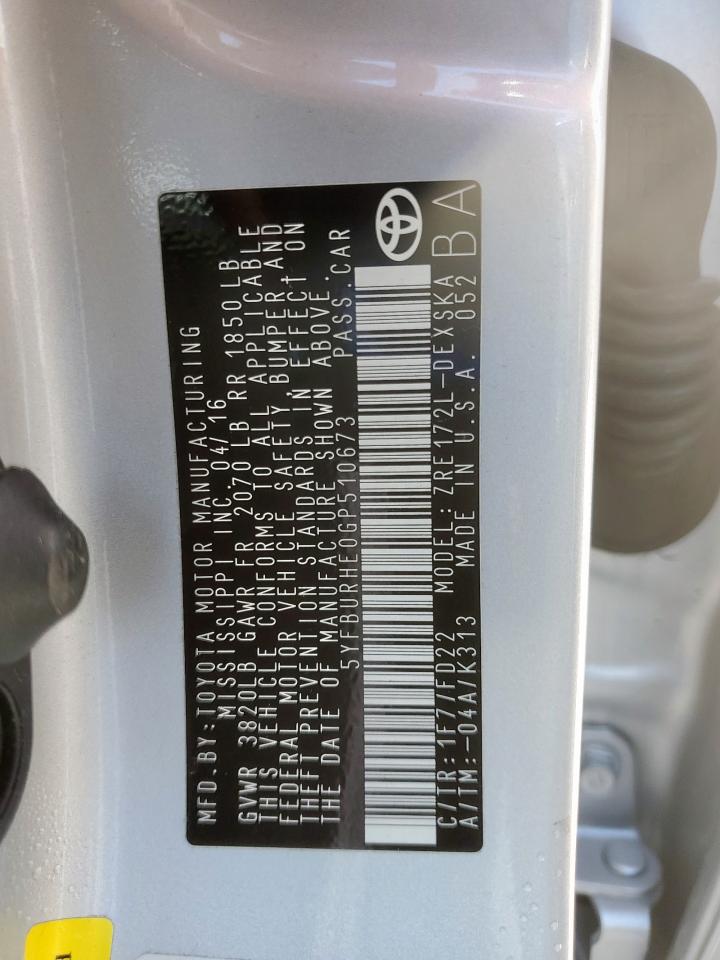 MFD.BY:TOYOTA MOTOR MANUFACTURING
MISSISSIPPI INC. 04/16
GVWR 3820LB GAWR FR 2070 LB RR 1850 LB
THIS VEHICLE CONFORMS TO ALL APPLICABLE
FEDERAL MOTOR VEHICLE SAFETY, BUMPER AND
THEFT PREVENTION STANDARDS IN EFFECT ON
THE DATE OF MANUFACTURE SHOWN ABOVE.
5YFBURHE0GP510673 PASS.CAR
C/TR:1F7/FD22 MODEL:ZRE172L-DEXSKA
A/TM:-04A/K313 MADE IN U.S.A. 052
BA